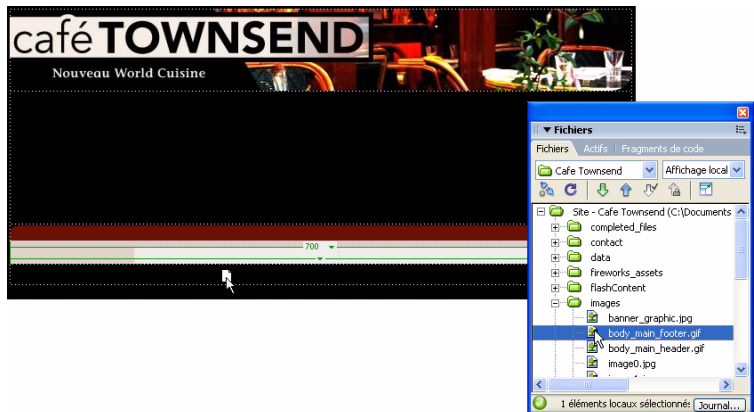 café TOWNSEND
Nouveau World Cuisine
700
Fichiers
Fichiers Actifs Fragments de code
Cafe Townsend Affichage local
Site - Cafe Townsend (C:\Documents
completed_files
contact
data
fireworks_assets
flashContent
images
banner_graphic.jpg
body_main_footer.gif
body_main_header.gif
image0.jpg
1 éléments locaux sélectionnés Journal...